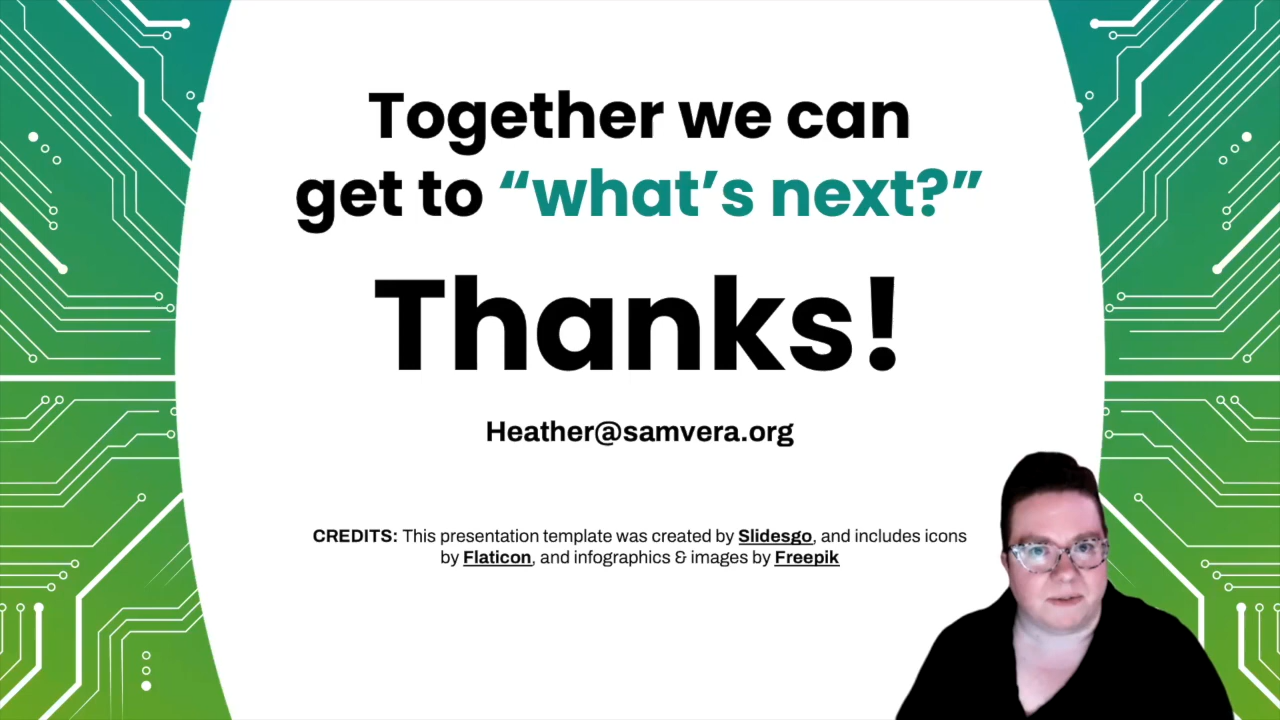 Together we can
get to “what’s next?”
Thanks!
Heather@samvera.org
CREDITS: This presentation template was created by Slidesgo, and includes icons
by Flaticon, and infographics & images by Freepik